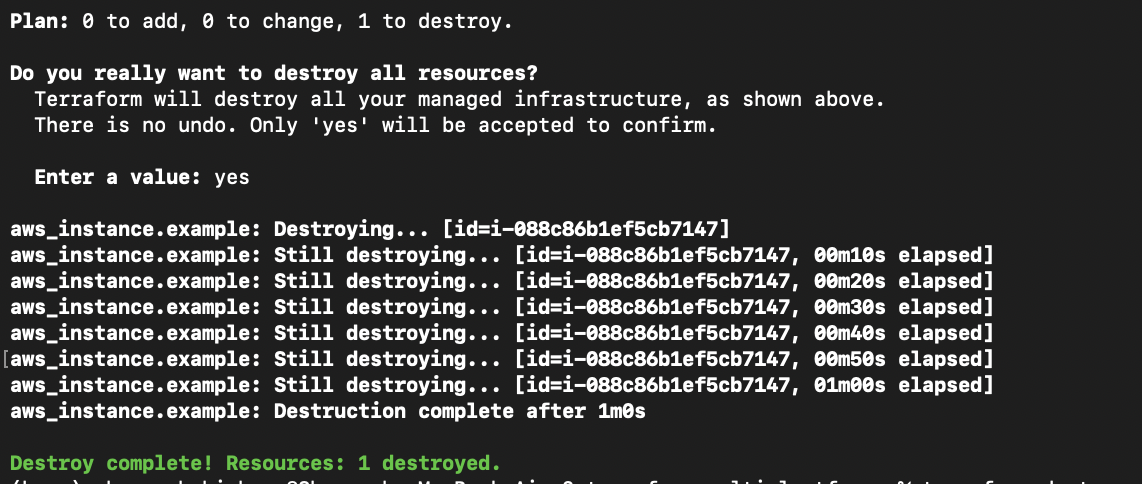 Plan: 0 to add, 0 to change, 1 to destroy.
Do you really want to destroy all resources?
Terraform will destroy all your managed infrastructure, as shown above.
There is no undo. Only 'yes' will be accepted to confirm.
Enter a value: yes
aws_instance.example: Destroying... [id=i-088c86b1ef5cb7147]
aws_instance.example: Still destroying... [id=i-088c86b1ef5cb7147, 00m10s elapsed]
aws_instance.example: Still destroying... [id=i-088c86b1ef5cb7147, 00m20s elapsed]
aws_instance.example: Still destroying... [id=i-088c86b1ef5cb7147, 00m30s elapsed]
aws_instance.example: Still destroying... [id=i-088c86b1ef5cb7147, 00m40s elapsed]
[aws_instance.example: Still destroying... [id=i-088c86b1ef5cb7147, 00m50s elapsed]
aws_instance.example: Still destroying... [id=i-088c86b1ef5cb7147, 01m00s elapsed]
aws_instance.example: Destruction complete after 1m0s
Destroy complete! Resources: 1 destroyed.